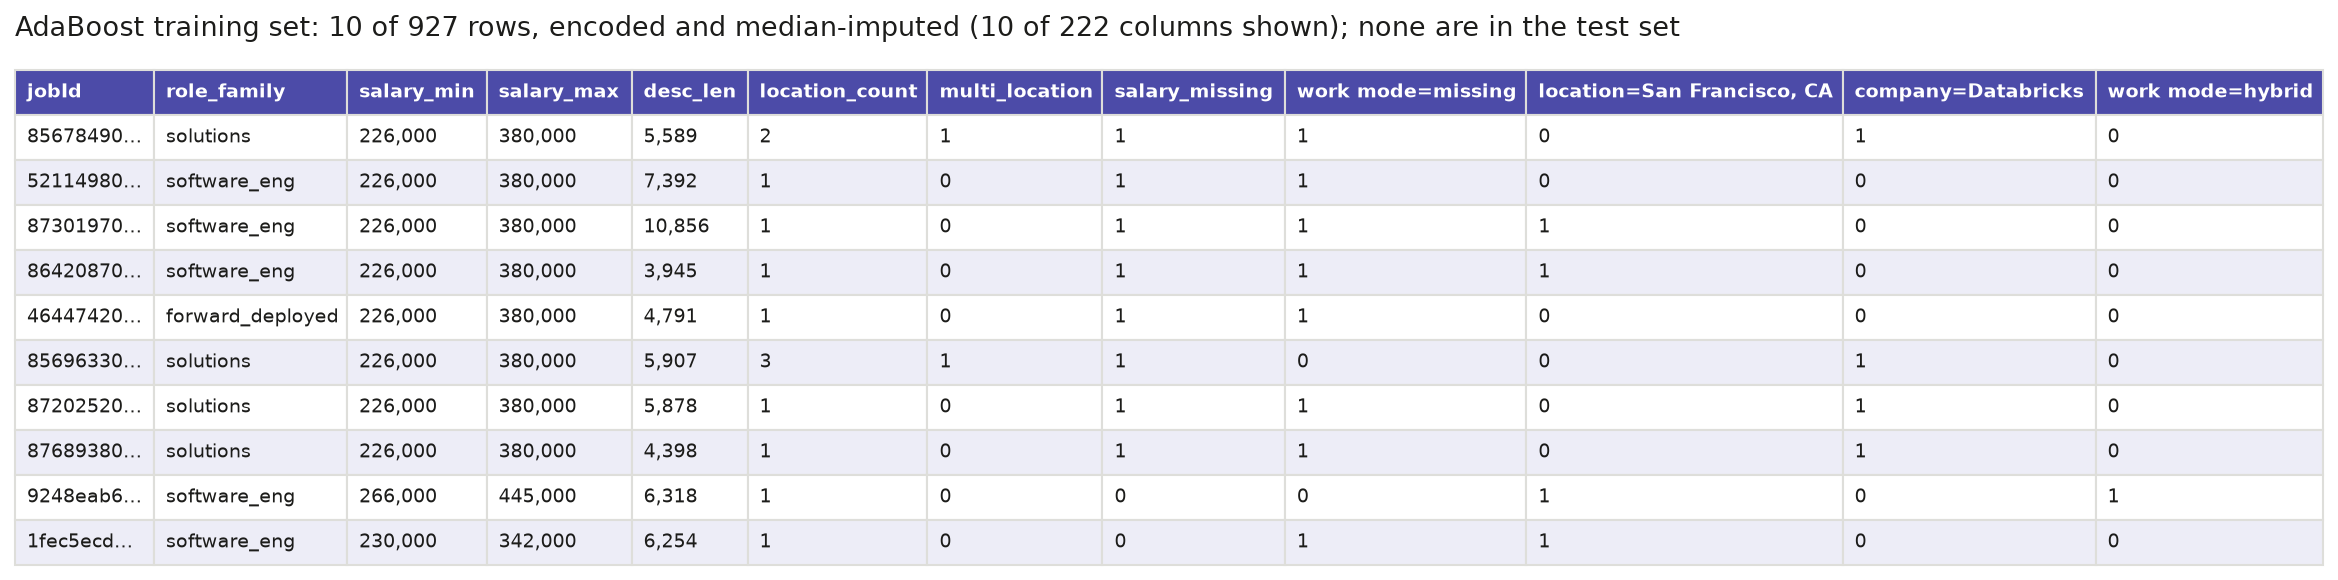 AdaBoost training set: 10 of 927 rows, encoded and median-imputed (10 of 222 columns shown); none are in the test set
jobId role_family salary_min salary_max desc_len location_count multi_location salary_missing work mode=missing location=San Francisco, CA company=Databricks work mode=hybrid
85678490... solutions 226,000 380,000 5,589 2 1 1 1 0 1 0
52114980... software_eng 226,000 380,000 7,392 1 0 1 1 0 0 0
87301970... software_eng 226,000 380,000 10,856 1 0 1 1 1 0 0
86420870... software_eng 226,000 380,000 3,945 1 0 1 1 1 0 0
46447420... forward_deployed 226,000 380,000 4,791 1 0 1 1 0 0 0
85696330... solutions 226,000 380,000 5,907 3 1 1 0 0 1 0
87202520... solutions 226,000 380,000 5,878 1 0 1 1 0 1 0
87689380... solutions 226,000 380,000 4,398 1 0 1 1 0 1 0
9248eab6... software_eng 266,000 445,000 6,318 1 0 0 0 1 0 1
1fec5ecd... software_eng 230,000 342,000 6,254 1 0 0 1 1 0 0